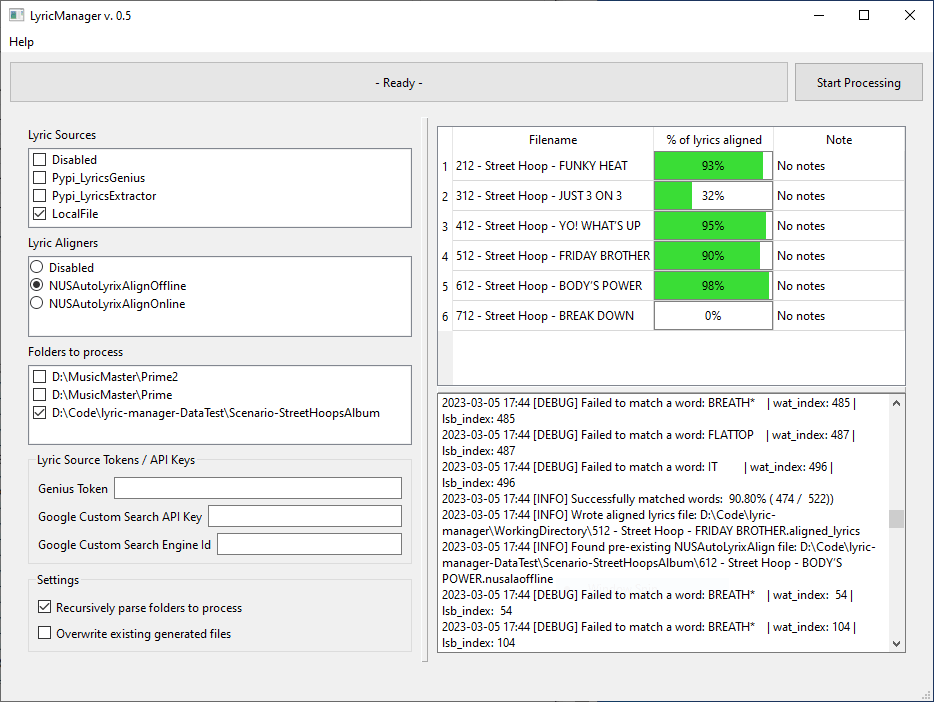 LyricManager v. 0.5
Help
- Ready -
Start Processing
Lyric Sources
Disabled
Pypi_LyricsGenius
Pypi_LyricsExtractor
LocalFile
Lyric Aligners
Disabled
NUSAutoLyrixAlignOffline
NUSAutoLyrixAlignOnline
Folders to process
D:\MusicMaster\Prime2
D:\MusicMaster\Prime
D:\Code\lyric-manager-DataTest\Scenario-StreetHoopsAlbum
Lyric Source Tokens / API Keys
Genius Token
Google Custom Search API Key
Google Custom Search Engine Id
Settings
Recursively parse folders to process
Overwrite existing generated files
Filename % of lyrics aligned Note
1 212 - Street Hoop - FUNKY HEAT 93% No notes
2 312 - Street Hoop - JUST 3 ON 3 32% No notes
3 412 - Street Hoop - YO! WHAT'S UP 95% No notes
4 512 - Street Hoop - FRIDAY BROTHER 90% No notes
5 612 - Street Hoop - BODY'S POWER 98% No notes
6 712 - Street Hoop - BREAK DOWN 0% No notes
2023-03-05 17:44 [DEBUG] Failed to match a word: BREATH* | wat_index: 485 |
lsb_index: 485
2023-03-05 17:44 [DEBUG] Failed to match a word: FLATTOP | wat_index: 487 |
lsb_index: 487
2023-03-05 17:44 [DEBUG] Failed to match a word: IT | wat_index: 496 |
lsb_index: 496
2023-03-05 17:44 [INFO] Successfully matched words: 90.80% ( 474 / 522))
2023-03-05 17:44 [INFO] Wrote aligned lyrics file: D:\Code\lyric-
manager\WorkingDirectory\512 - Street Hoop - FRIDAY BROTHER.aligned_lyrics
2023-03-05 17:44 [INFO] Found pre-existing NUSAutoLyrixAlign file: D:\Code\lyric-
manager-DataTest\Scenario-StreetHoopsAlbum\612 - Street Hoop - BODY'S
POWER.nusalaoffline
2023-03-05 17:44 [DEBUG] Failed to match a word: BREATH* | wat_index: 54 |
lsb_index: 54
2023-03-05 17:44 [DEBUG] Failed to match a word: BREATH* | wat_index: 104 |
lsb_index: 104